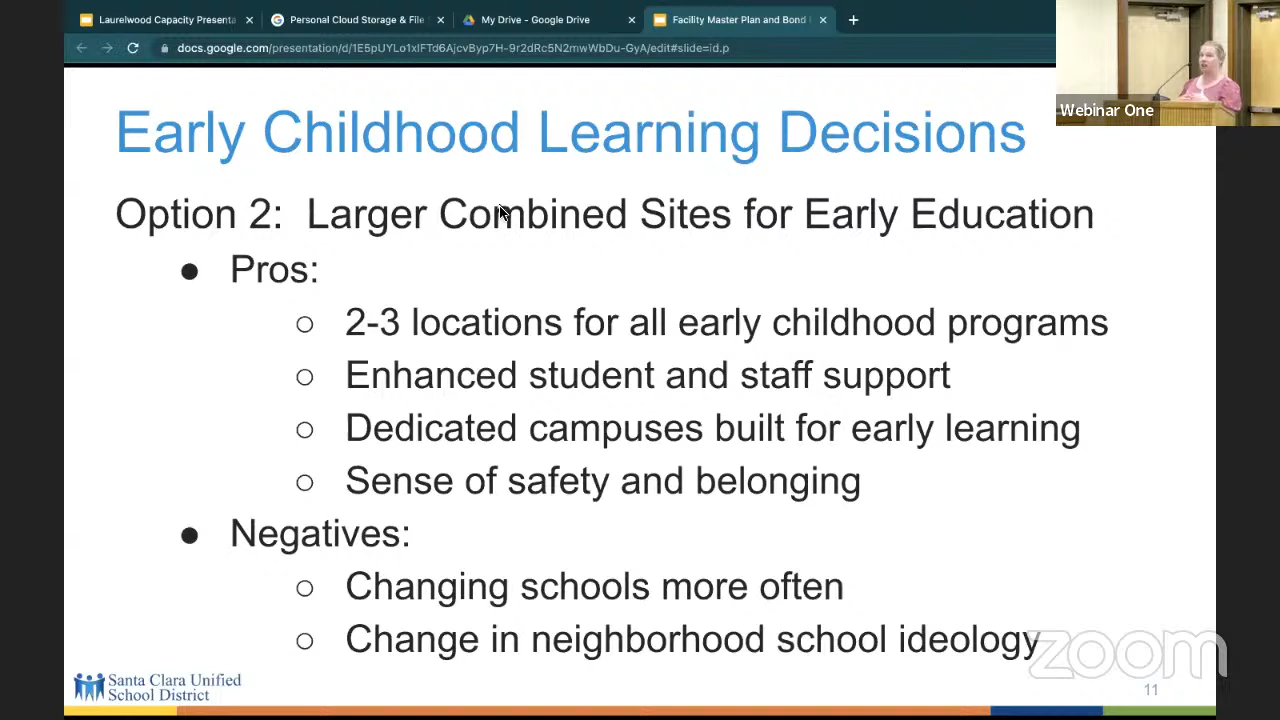 Laurelwood Capacity Presenta
Personal Cloud Storage & File
My Drive - Google Drive
Facility Master Plan and Bond
docs.google.com/presentation/d/1E5pUYLo1xIFTd6AjcvByp7H-9r2dRc5N2mwWbDu-GyA/edit#slide=id.p
Webinar One
Early Childhood Learning Decisions
Option 2: Larger Combined Sites for Early Education
● Pros:
○ 2-3 locations for all early childhood programs
○ Enhanced student and staff support
○ Dedicated campuses built for early learning
○ Sense of safety and belonging
● Negatives:
○ Changing schools more often
○ Change in neighborhood school ideology
zoom
Santa Clara Unified
School District
11